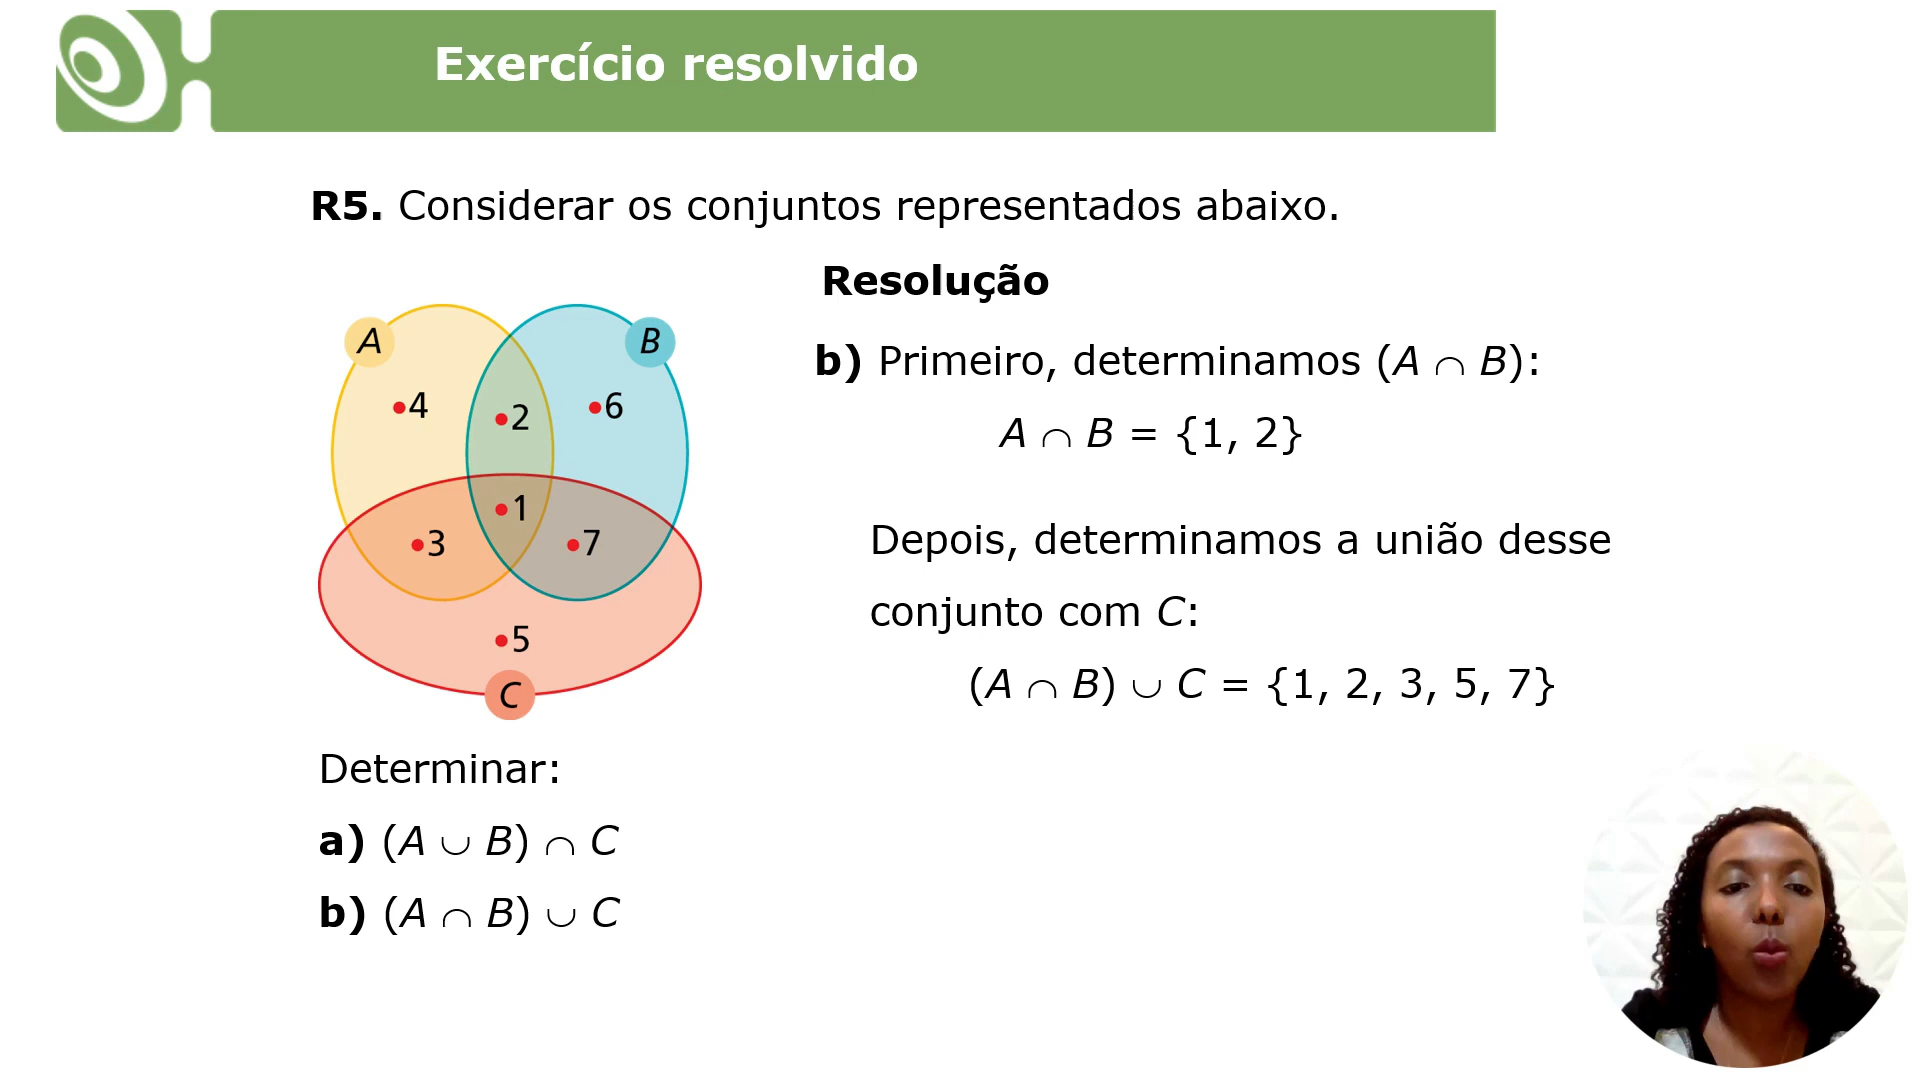 Exercício resolvido
R5. Considerar os conjuntos representados abaixo.
A
B
4
2
6
1
3
7
5
C
Determinar:
a) (A ∪ B) ∩ C
b) (A ∩ B) ∪ C
Resolução
b) Primeiro, determinamos (A ∩ B):
A ∩ B = {1, 2}
Depois, determinamos a união desse
conjunto com C:
(A ∩ B) ∪ C = {1, 2, 3, 5, 7}